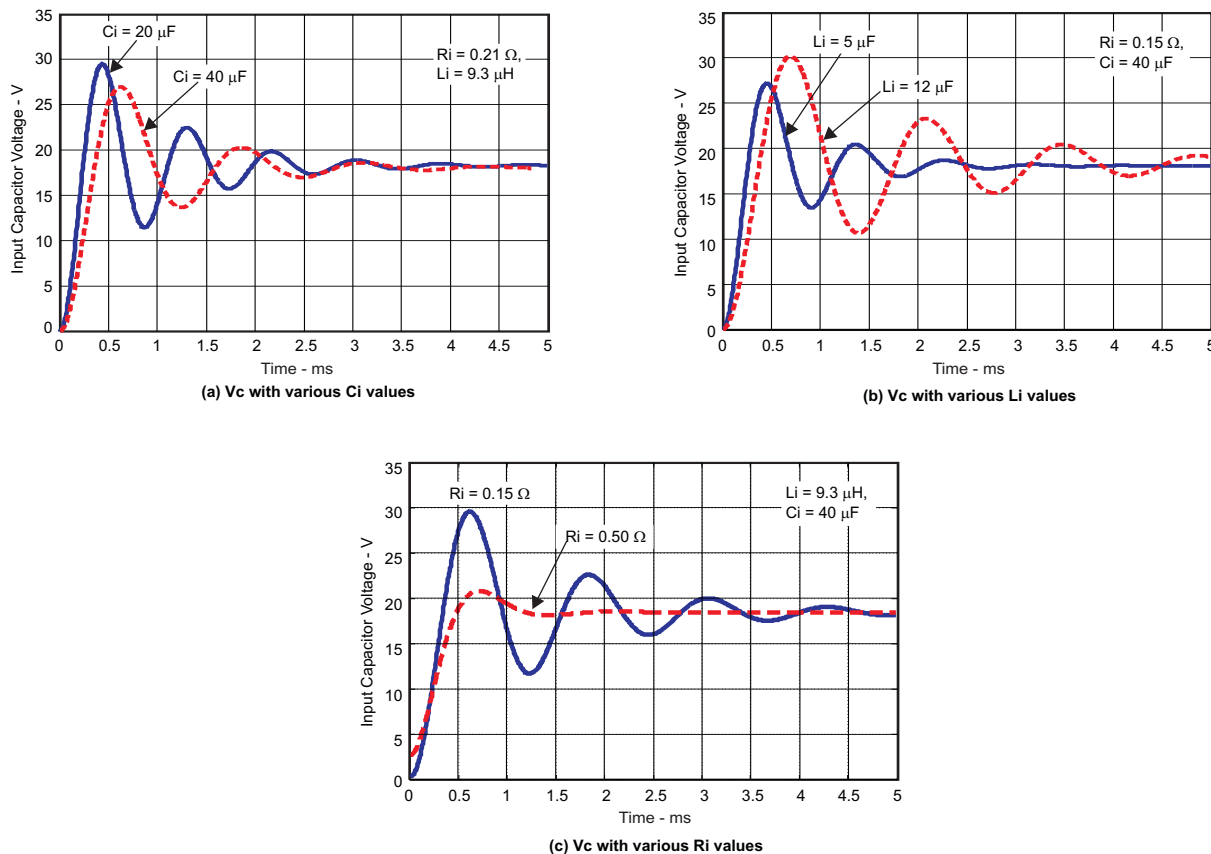 Ci = 20 μF
Ci = 40 μF
Ri = 0.21 Ω,
Li = 9.3 μH
Input Capacitor Voltage - V
35
30
25
20
15
10
5
0
0 0.5 1 1.5 2 2.5 3 3.5 4 4.5 5
Time - ms
(a) Vc with various Ci values
Li = 5 μF
Li = 12 μF
Ri = 0.15 Ω,
Ci = 40 μF
Input Capacitor Voltage - V
35
30
25
20
15
10
5
0
0 0.5 1 1.5 2 2.5 3 3.5 4 4.5 5
Time - ms
(b) Vc with various Li values
Ri = 0.15 Ω
Ri = 0.50 Ω
Li = 9.3 μH,
Ci = 40 μF
Input Capacitor Voltage - V
35
30
25
20
15
10
5
0
0 0.5 1 1.5 2 2.5 3 3.5 4 4.5 5
Time - ms
(c) Vc with various Ri values